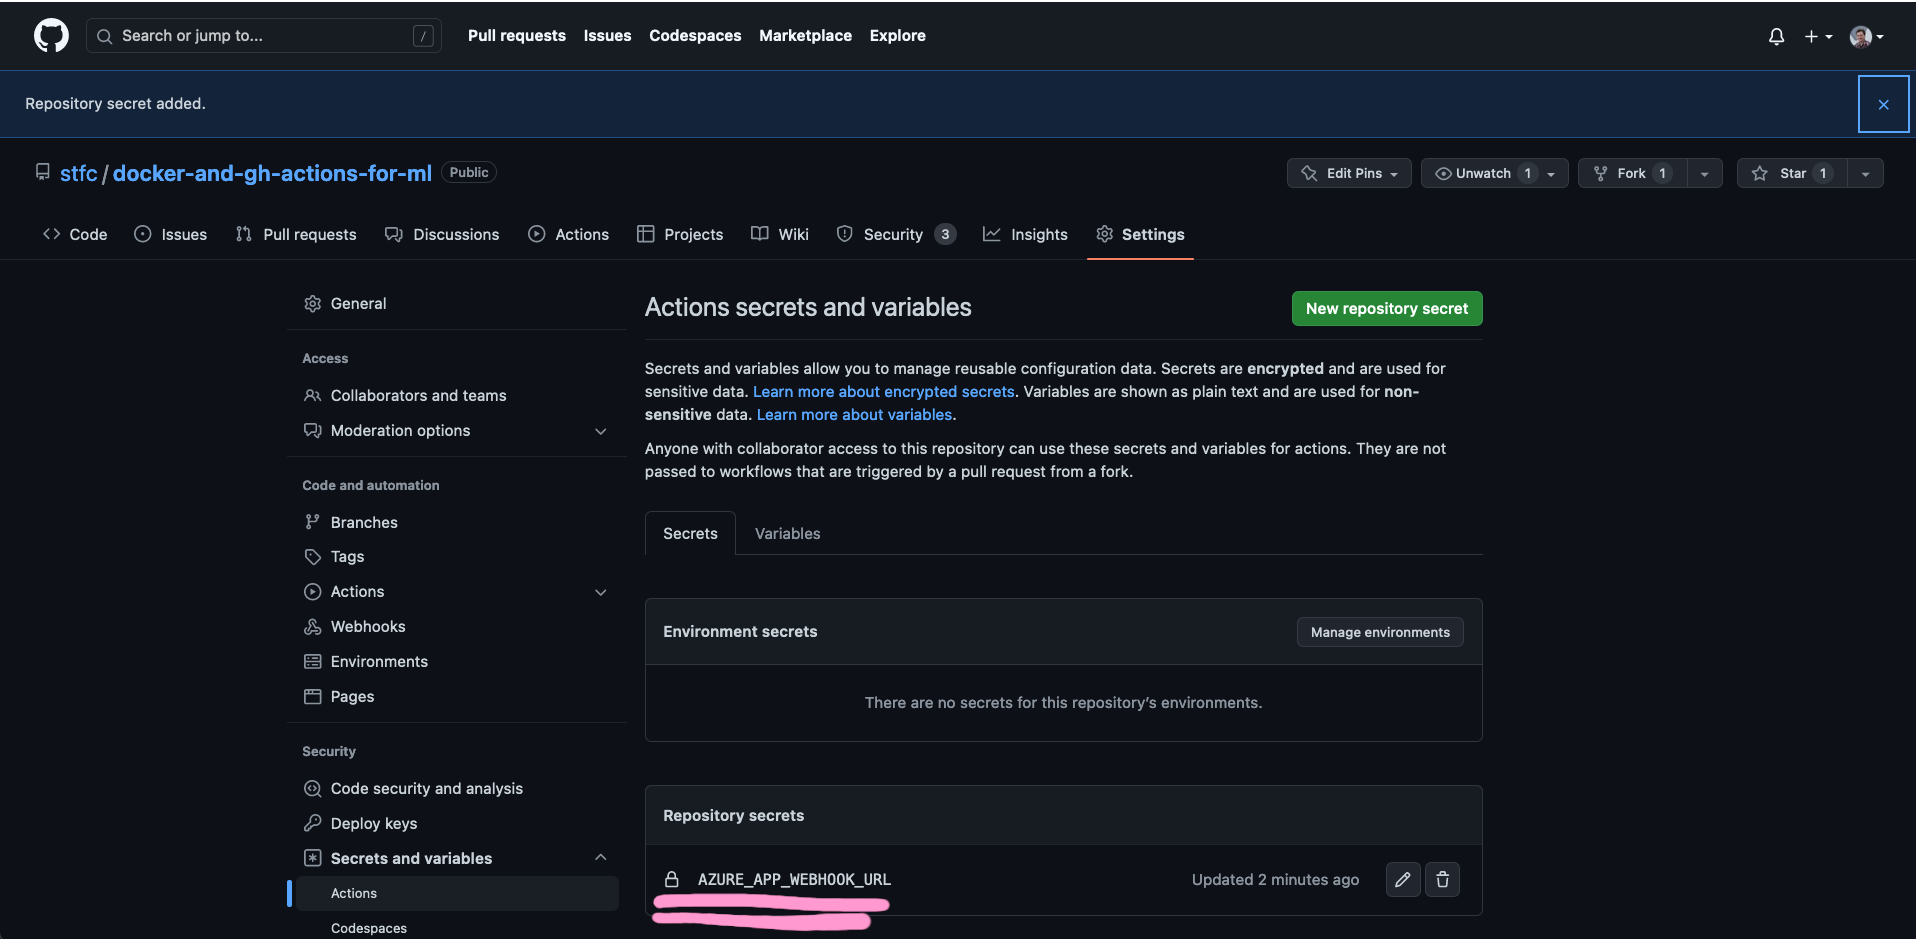 Search or jump to... / Pull requests Issues Codespaces Marketplace Explore
Repository secret added.
stfc / docker-and-gh-actions-for-ml Public Edit Pins Unwatch 1 Fork 1 Star 1
Code Issues Pull requests Discussions Actions Projects Wiki Security 3 Insights Settings
General
Access
Collaborators and teams
Moderation options
Code and automation
Branches
Tags
Actions
Webhooks
Environments
Pages
Security
Code security and analysis
Deploy keys
Secrets and variables
Actions
Codespaces
Actions secrets and variables New repository secret
Secrets and variables allow you to manage reusable configuration data. Secrets are encrypted and are used for
sensitive data. Learn more about encrypted secrets. Variables are shown as plain text and are used for non-
sensitive data. Learn more about variables.
Anyone with collaborator access to this repository can use these secrets and variables for actions. They are not
passed to workflows that are triggered by a pull request from a fork.
Secrets Variables
Environment secrets Manage environments
There are no secrets for this repository's environments.
Repository secrets
AZURE_APP_WEBHOOK_URL Updated 2 minutes ago